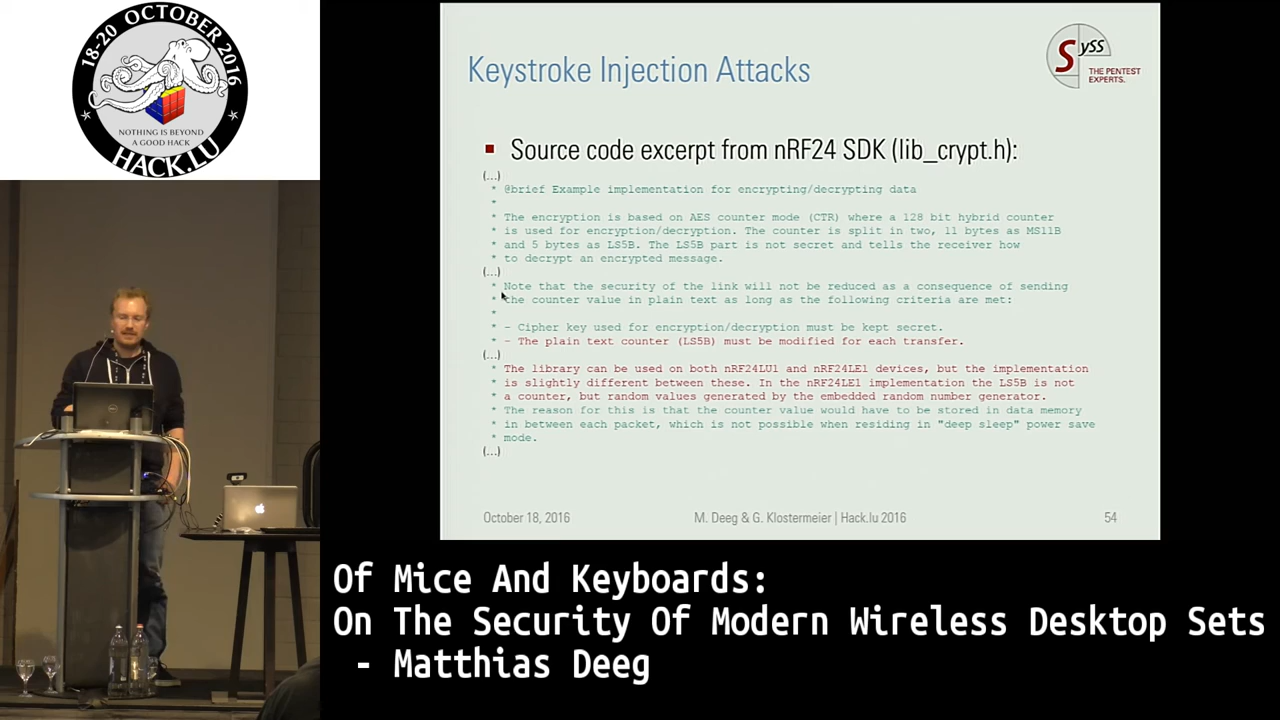 18-20 OCTOBER 2016
NOTHING IS BEYOND
A GOOD HACK
HACK.LU
Keystroke Injection Attacks
SySS
THE PENTEST
EXPERTS.
Source code excerpt from nRF24 SDK (lib_crypt.h):
(...)
* @brief Example implementation for encrypting/decrypting data
*
* The encryption is based on AES counter mode (CTR) where a 128 bit hybrid counter
* is used for encryption/decryption. The counter is split in two, 11 bytes as MS11B
* and 5 bytes as LS5B. The LS5B part is not secret and tells the receiver how
* to decrypt an encrypted message.
(...)
* Note that the security of the link will not be reduced as a consequence of sending
* the counter value in plain text as long as the following criteria are met:
*
* - Cipher key used for encryption/decryption must be kept secret.
* - The plain text counter (LS5B) must be modified for each transfer.
(...)
* The library can be used on both nRF24LU1 and nRF24LE1 devices, but the implementation
* is slightly different between these. In the nRF24LE1 implementation the LS5B is not
* a counter, but random values generated by the embedded random number generator.
* The reason for this is that the counter value would have to be stored in data memory
* in between each packet, which is not possible when residing in "deep sleep" power save
* mode.
(...)
October 18, 2016
M. Deeg & G. Klostermeier | Hack.lu 2016
54
Of Mice And Keyboards:
On The Security Of Modern Wireless Desktop Sets
- Matthias Deeg